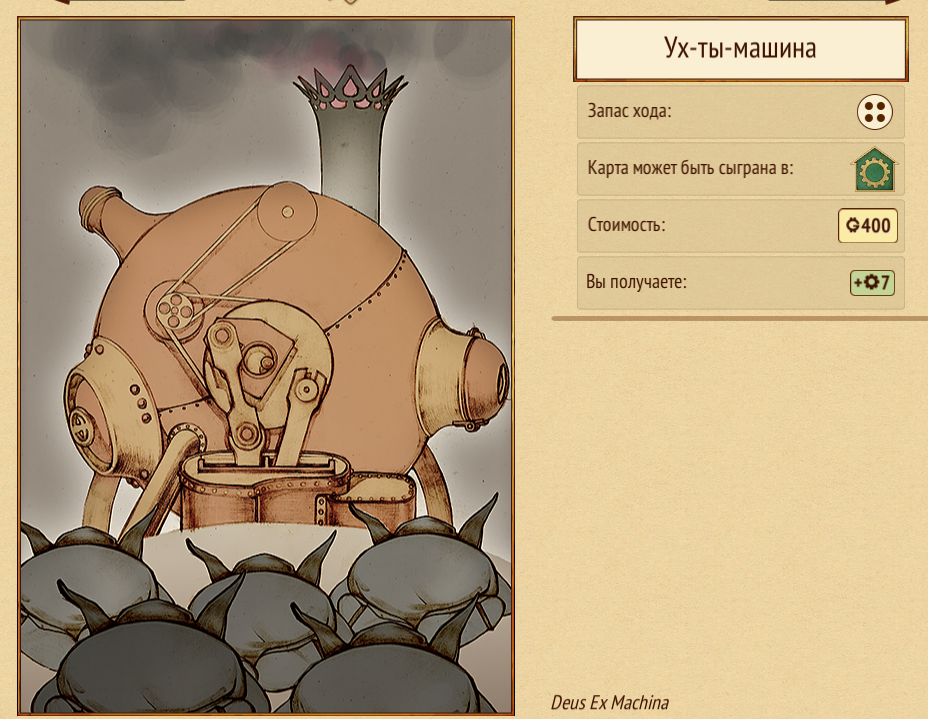 Ух-ты-машина
Запас хода:
Карта может быть сыграна в:
Стоимость: 400
Вы получаете: +7
Deus Ex Machina